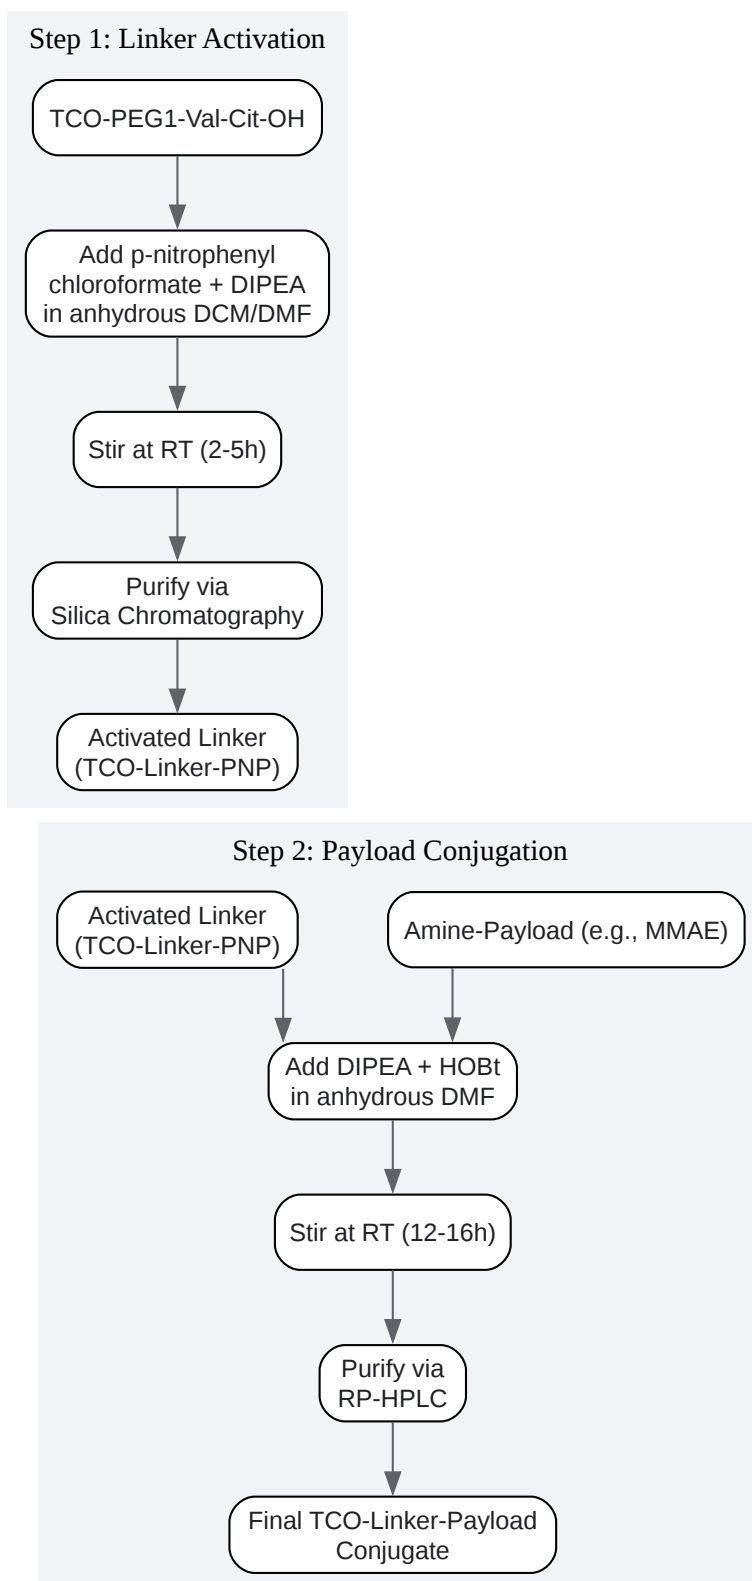 Step 1: Linker Activation
TCO-PEG1-Val-Cit-OH
Add p-nitrophenyl
chloroformate + DIPEA
in anhydrous DCM/DMF
Stir at RT (2-5h)
Purify via
Silica Chromatography
Activated Linker
(TCO-Linker-PNP)
Step 2: Payload Conjugation
Activated Linker
(TCO-Linker-PNP)
Amine-Payload (e.g., MMAE)
Add DIPEA + HOBt
in anhydrous DMF
Stir at RT (12-16h)
Purify via
RP-HPLC
Final TCO-Linker-Payload
Conjugate